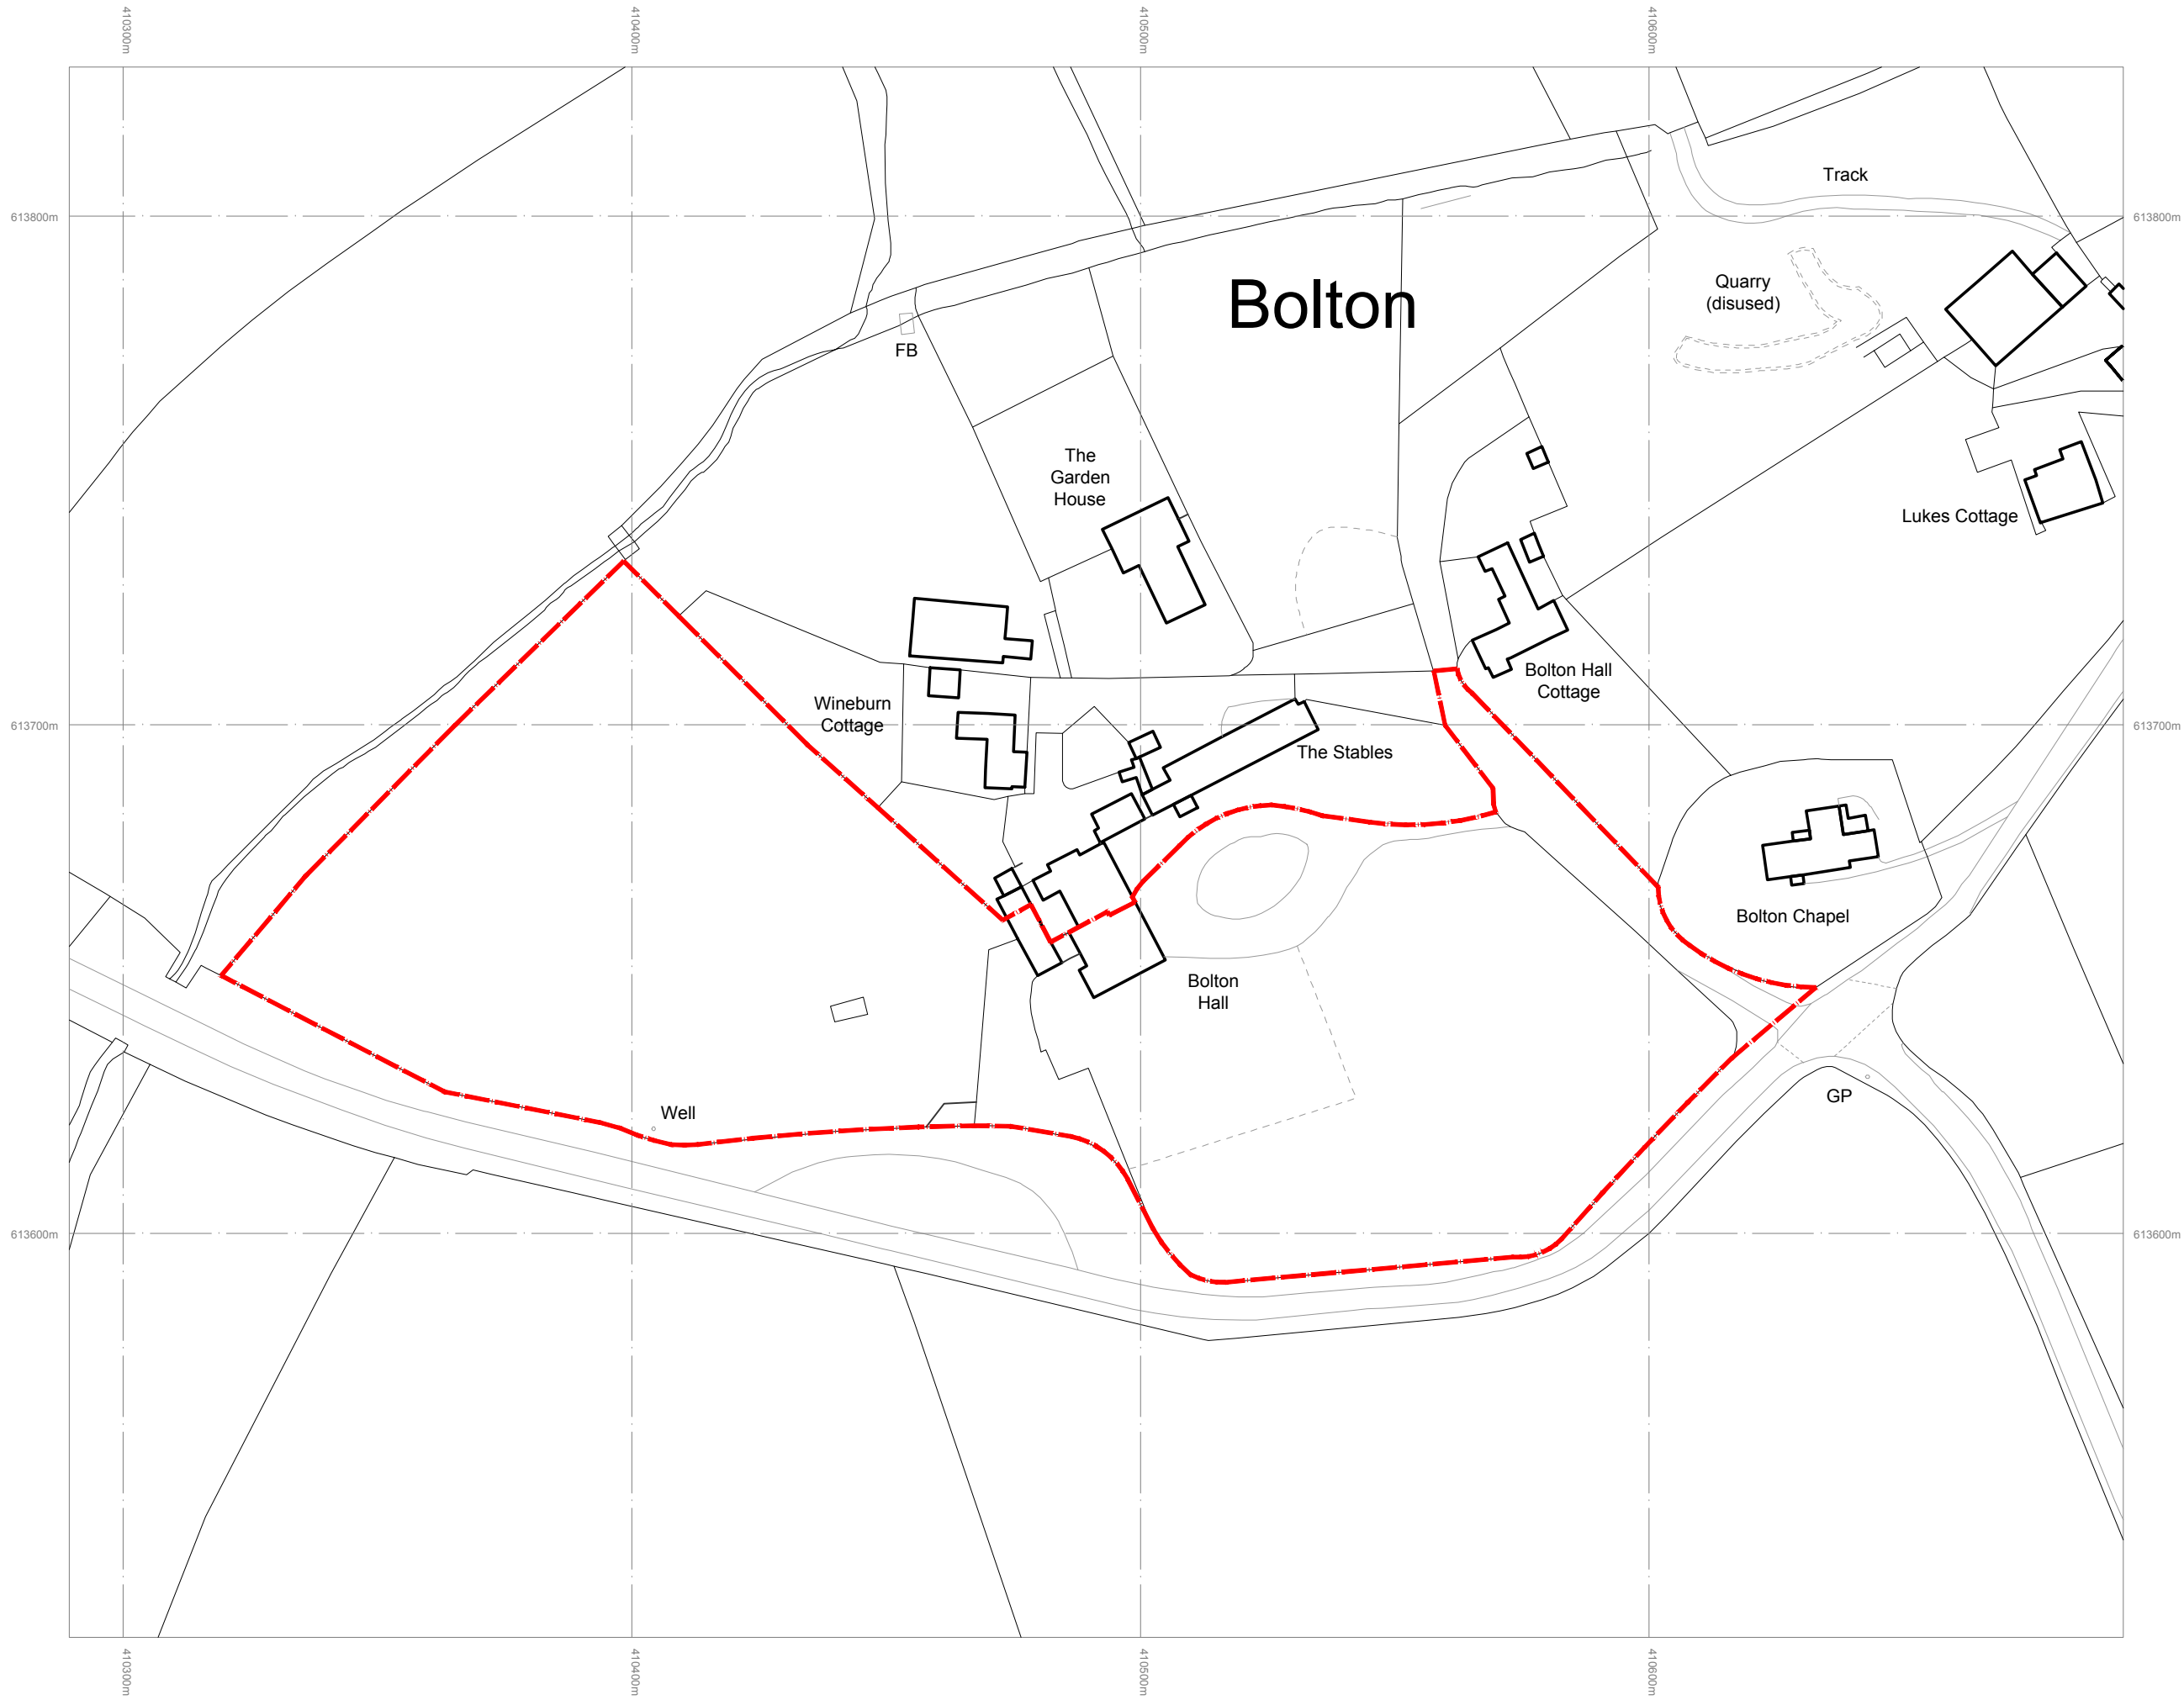 410300m
410400m
410500m
410600m
Track
613800m
613800m
Quarry
(disused)
Bolton
FB
The
Garden
House
Lukes Cottage
Bolton Hall
Cottage
Wineburn
Cottage
613700m
613700m
The Stables
Bolton Chapel
Bolton
Hall
GP
Well
613600m
613600m
410300m
410400m
410500m
410600m